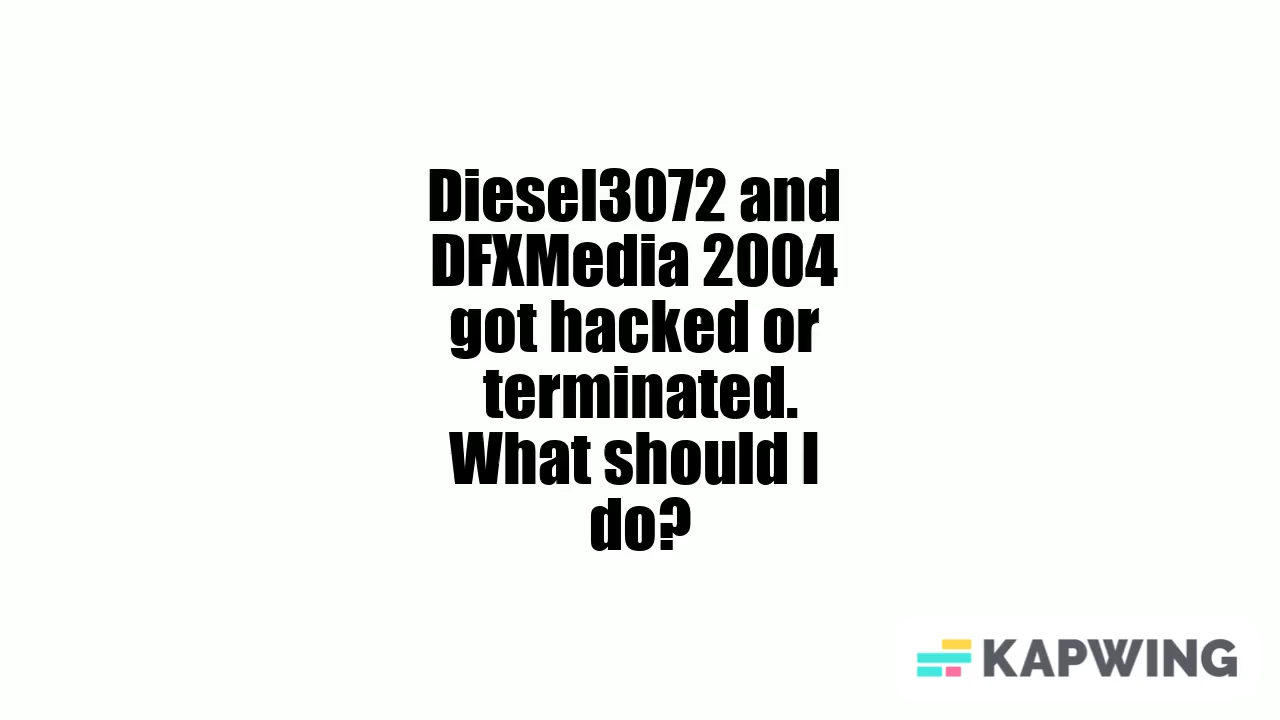 Diesel3072 and
DFXMedia 2004
got hacked or
terminated.
What should I
do?
KAPWING